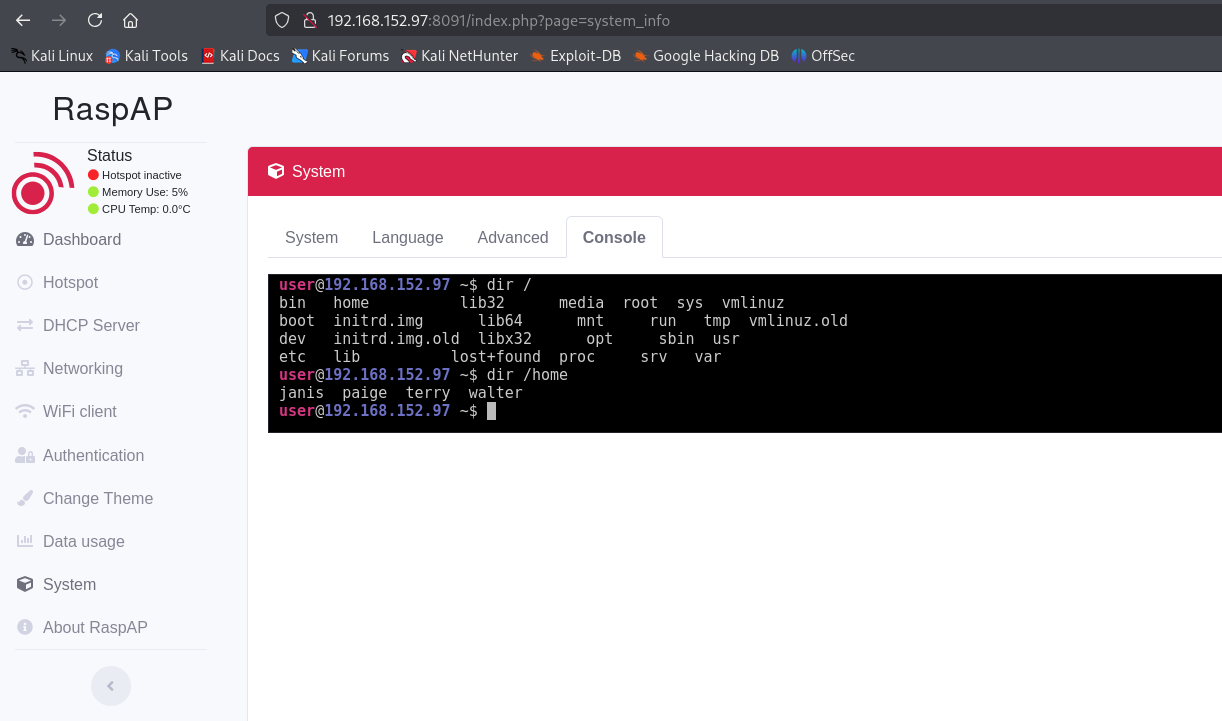 192.168.152.97:8091/index.php?page=system_info
Kali Linux Kali Tools Kali Docs Kali Forums Kali NetHunter Exploit-DB Google Hacking DB OffSec
RaspAP
Status
Hotspot inactive
Memory Use: 5%
CPU Temp: 0.0°C
Dashboard
Hotspot
DHCP Server
Networking
WiFi client
Authentication
Change Theme
Data usage
System
About RaspAP
System
System Language Advanced Console
user@192.168.152.97 ~$ dir /
bin   home          lib32      media  root  sys  vmlinuz
boot  initrd.img      lib64      mnt     run   tmp  vmlinuz.old
dev   initrd.img.old  libx32      opt     sbin  usr
etc   lib          lost+found  proc     srv   var
user@192.168.152.97 ~$ dir /home
janis  paige  terry  walter
user@192.168.152.97 ~$